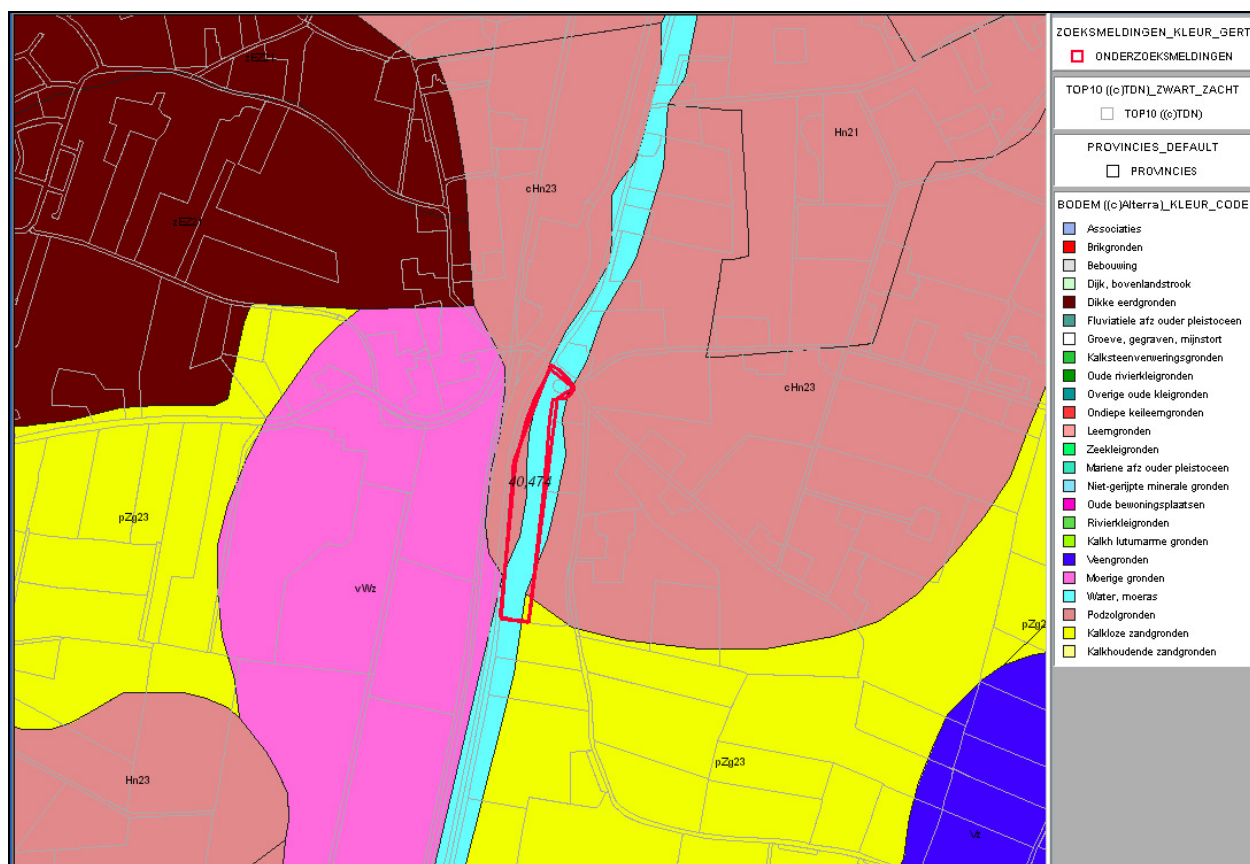 zEZ21
Hn21
cHn23
zEZ21
cHn23
40,474
pZg23
vWz
pZg2
pZg23
Hn23
ZOEKSMELDINGEN_KLEUR_GERT
ONDERZOEKSMELDINGEN
TOP10 ((c)TDN)_ZWART_ZACHT
TOP10 ((c)TDN)
PROVINCIES_DEFAULT
PROVINCIES
BODEM ((c)Alterra)_KLEUR_CODE
Associaties
Brikgronden
Bebouwing
Dijk, bovenlandstrook
Dikke eerdgronden
Fluviatiele afz ouder pleistoceen
Groeve, gegraven, mijnstort
Kalksteenverweringsgronden
Oude rivierkleigronden
Overige oude kleigronden
Ondiepe keileemgronden
Leemgronden
Zeekleigronden
Mariene afz ouder pleistoceen
Niet-gerijpte minerale gronden
Oude bewoningsplaatsen
Rivierkleigronden
Kalkh lutumarme gronden
Veengronden
Moerige gronden
Water, moeras
Podzolgronden
Kalkloze zandgronden
Kalkhoudende zandgronden